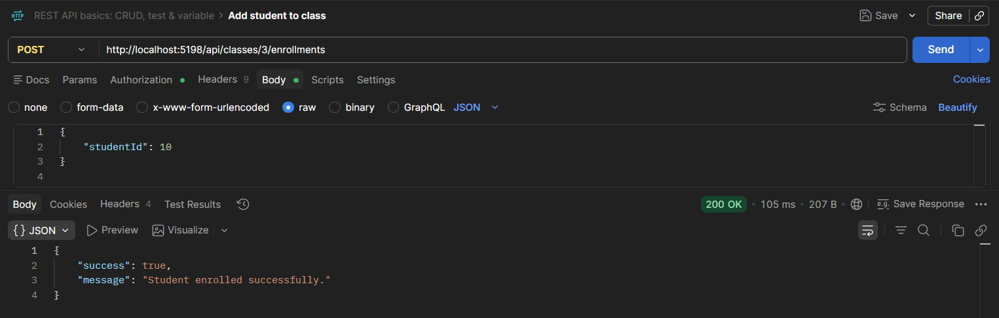 HTTP REST API basics: CRUD, test & variable > Add student to class Save Share
POST http://localhost:5198/api/classes/3/enrollments Send
Docs Params Authorization Headers 9 Body Scripts Settings Cookies
none form-data x-www-form-urlencoded raw binary GraphQL JSON Schema Beautify
1 {
2 "studentId": 10
3 }
4
Body Cookies Headers 4 Test Results 200 OK • 105 ms • 207 B • e.g. Save Response
{} JSON Preview Visualize
1 {
2 "success": true,
3 "message": "Student enrolled successfully."
4 }